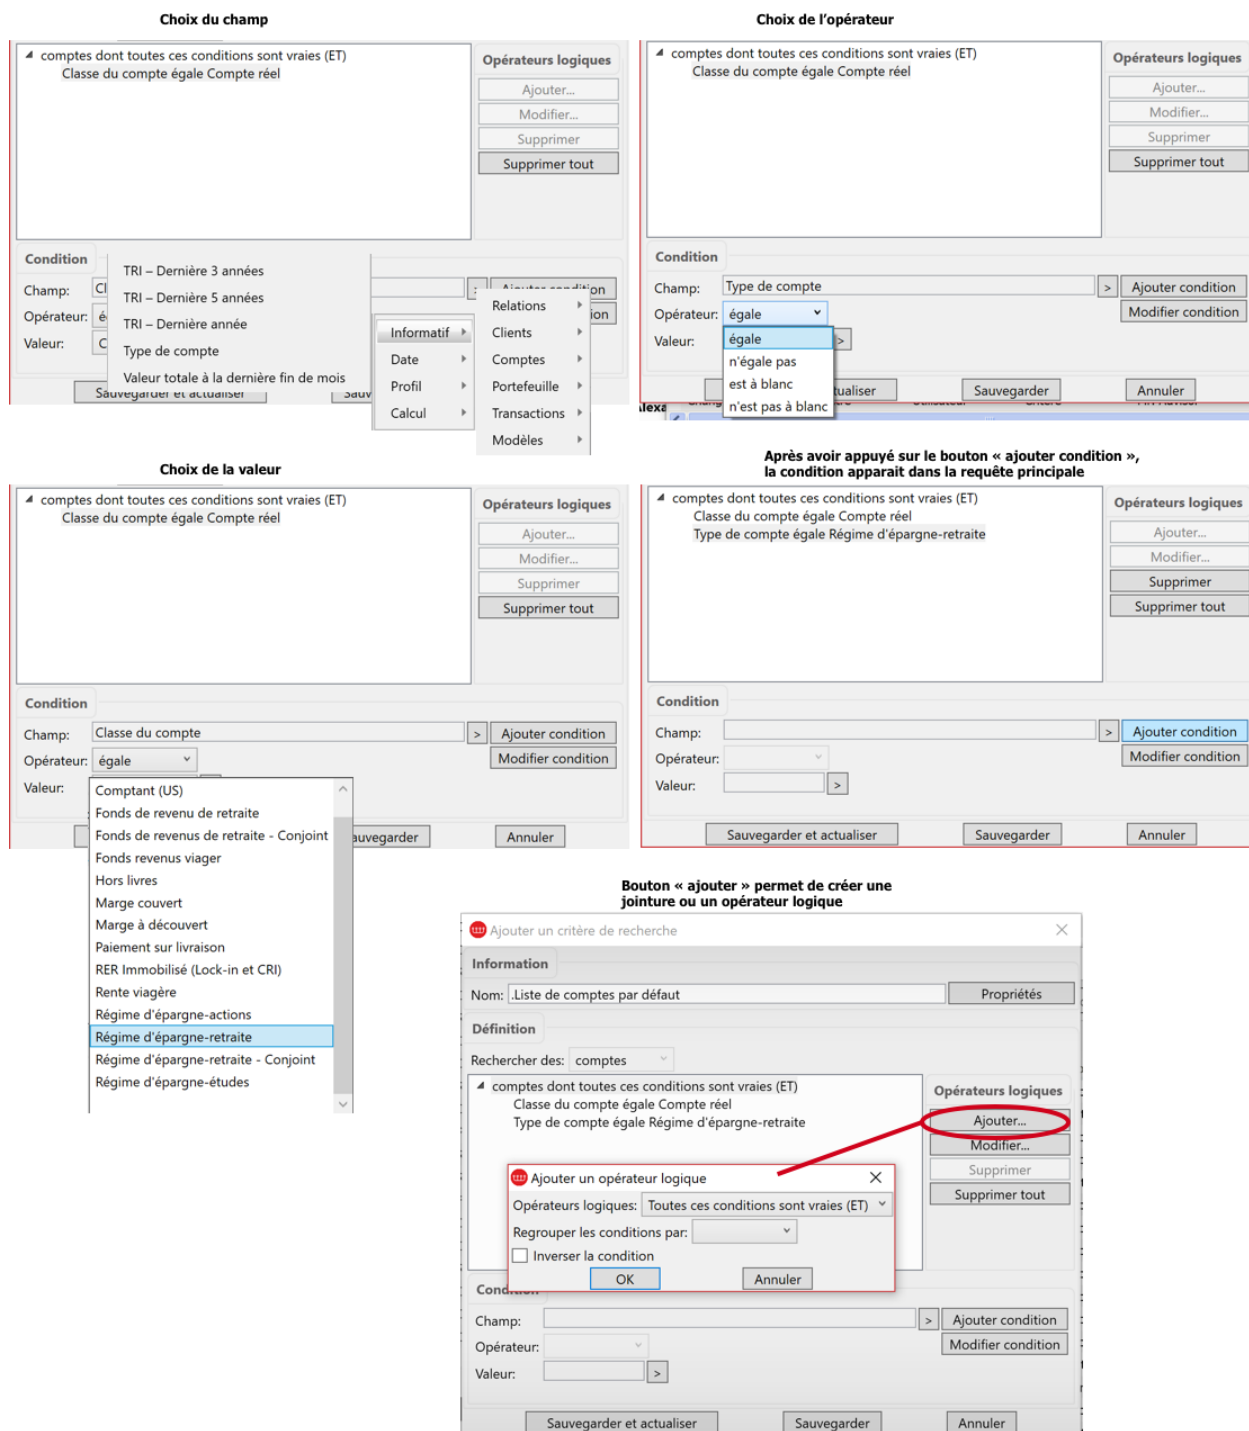 Choix du champ
comptes dont toutes ces conditions sont vraies (ET)
Classe du compte égale Compte réel
Opérateurs logiques
Ajouter...
Modifier...
Supprimer
Supprimer tout
Condition
Champ:
Opérateur:
Valeur:
TRI – Dernière 3 années
TRI – Dernière 5 années
TRI – Dernière année
Type de compte
Valeur totale à la dernière fin de mois
Informatif
Date
Profil
Calcul
Relations
Clients
Comptes
Portefeuille
Transactions
Modèles
Ajouter condition
Sauvegarder et actualiser
Choix de l'opérateur
comptes dont toutes ces conditions sont vraies (ET)
Classe du compte égale Compte réel
Opérateurs logiques
Ajouter...
Modifier...
Supprimer
Supprimer tout
Condition
Champ: Type de compte > Ajouter condition
Opérateur: égale Modifier condition
Valeur: >
égale
n'égale pas
est à blanc
n'est pas à blanc
Sauvegarder
Annuler
Choix de la valeur
comptes dont toutes ces conditions sont vraies (ET)
Classe du compte égale Compte réel
Opérateurs logiques
Ajouter...
Modifier...
Supprimer
Supprimer tout
Condition
Champ: Classe du compte > Ajouter condition
Opérateur: égale Modifier condition
Valeur:
Comptant (US)
Fonds de revenu de retraite
Fonds de revenus de retraite - Conjoint
Fonds revenus viager
Hors livres
Marge couvert
Marge à découvert
Paiement sur livraison
RER Immobilisé (Lock-in et CRI)
Rente viagère
Régime d'épargne-actions
Régime d'épargne-retraite
Régime d'épargne-retraite - Conjoint
Régime d'épargne-études
Annuler
Après avoir appuyé sur le bouton « ajouter condition »,
la condition apparait dans la requête principale
comptes dont toutes ces conditions sont vraies (ET)
Classe du compte égale Compte réel
Type de compte égale Régime d'épargne-retraite
Opérateurs logiques
Ajouter...
Modifier...
Supprimer
Supprimer tout
Condition
Champ: > Ajouter condition
Opérateur: Modifier condition
Valeur: >
Sauvegarder et actualiser Sauvegarder Annuler
Bouton « ajouter » permet de créer une
jointure ou un opérateur logique
Ajouter un critère de recherche
Information
Nom: .Liste de comptes par défaut Propriétés
Définition
Rechercher des: comptes
comptes dont toutes ces conditions sont vraies (ET)
Classe du compte égale Compte réel
Type de compte égale Régime d'épargne-retraite
Opérateurs logiques
Ajouter...
Modifier...
Supprimer
Supprimer tout
Ajouter un opérateur logique
Opérateurs logiques: Toutes ces conditions sont vraies (ET)
Regrouper les conditions par:
Inverser la condition
OK Annuler
Condition
Champ: > Ajouter condition
Opérateur: Modifier condition
Valeur: >
Sauvegarder et actualiser Sauvegarder Annuler